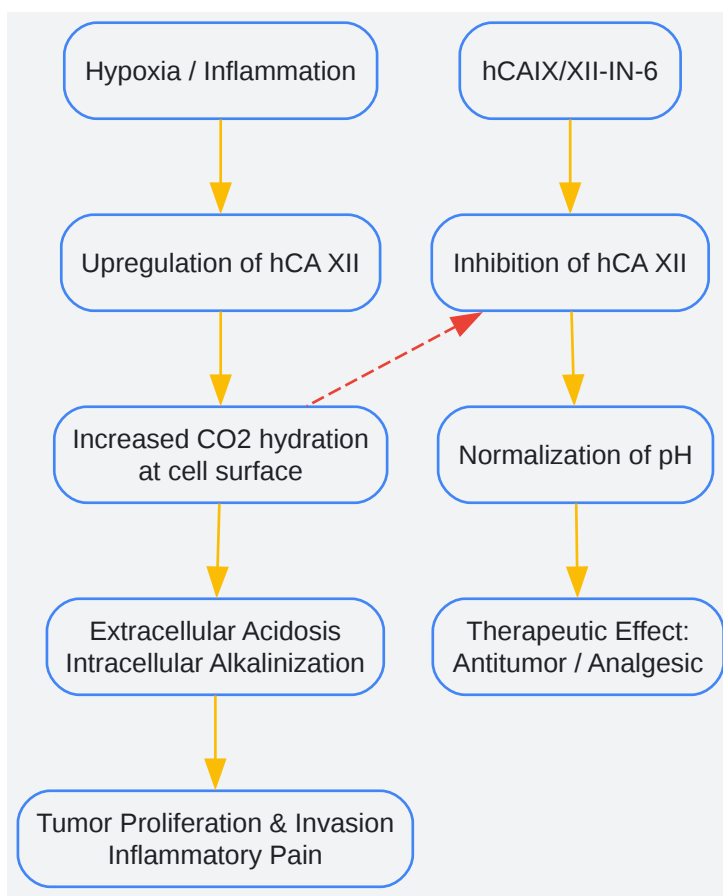 Hypoxia / Inflammation
hCAIX/XII-IN-6
Upregulation of hCA XII
Inhibition of hCA XII
Increased CO2 hydration
at cell surface
Normalization of pH
Extracellular Acidosis
Intracellular Alkalinization
Therapeutic Effect:
Antitumor / Analgesic
Tumor Proliferation & Invasion
Inflammatory Pain